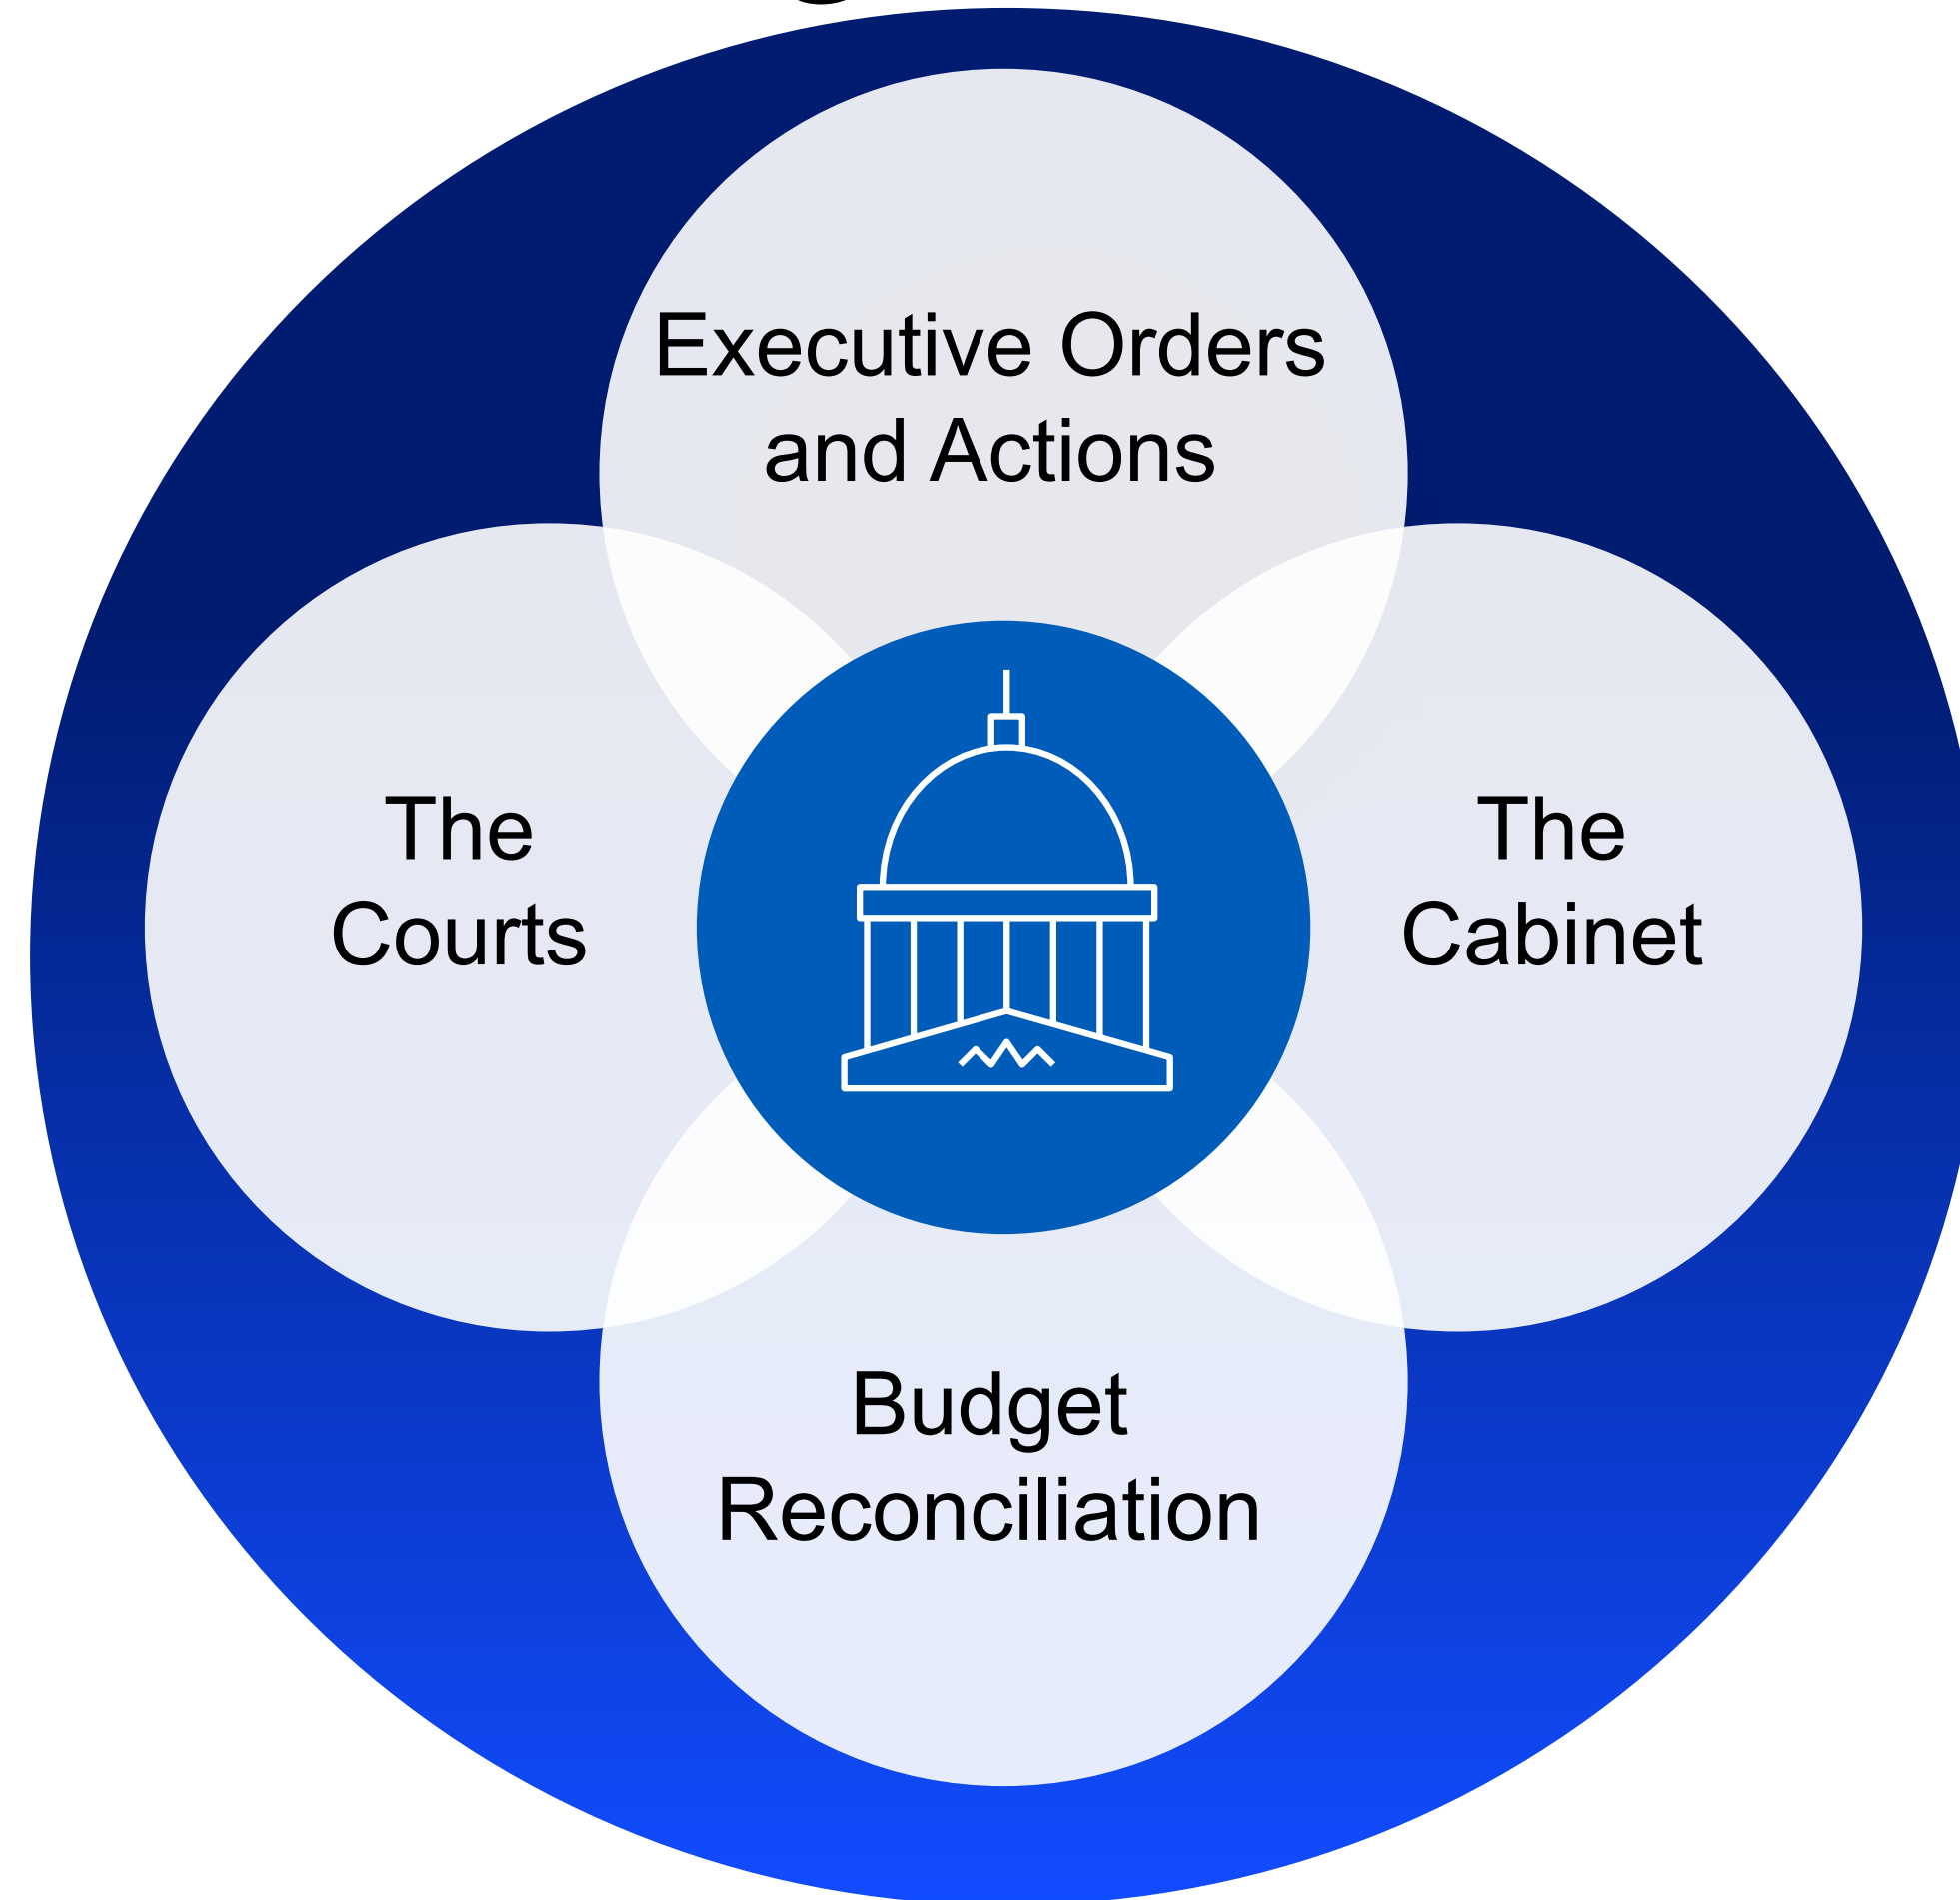 Executive Orders
and Actions
The
Courts
The
Cabinet
Budget
Reconciliation